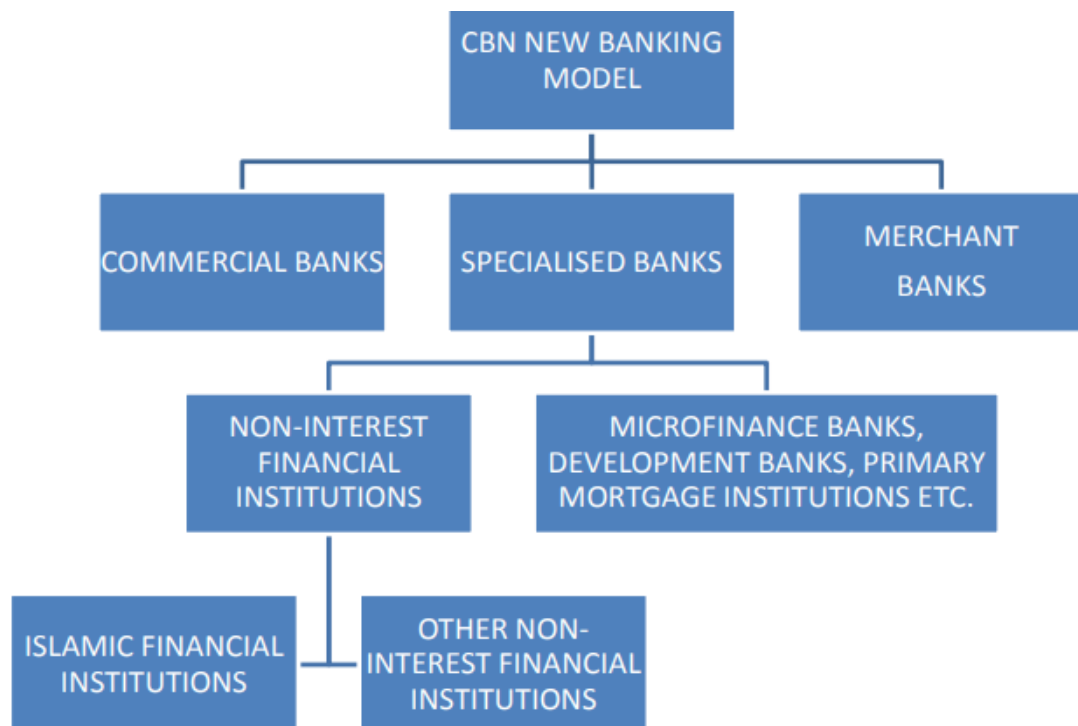 CBN NEW BANKING
MODEL
COMMERCIAL BANKS
SPECIALISED BANKS
MERCHANT
BANKS
NON-INTEREST
FINANCIAL
INSTITUTIONS
MICROFINANCE BANKS,
DEVELOPMENT BANKS, PRIMARY
MORTGAGE INSTITUTIONS ETC.
ISLAMIC FINANCIAL
INSTITUTIONS
OTHER NON-
INTEREST FINANCIAL
INSTITUTIONS